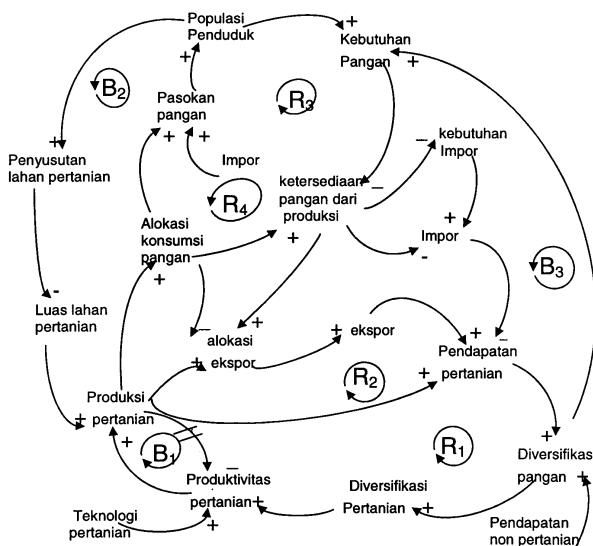 Populasi
Penduduk
+
Kebutuhan
Pangan
+
B2
+
R3
Pasokan
pangan
+
+
+
Penyusutan
lahan pertanian
Impor
kebutuhan
Impor
–
ketersediaan
pangan dari
produksi
–
+
R4
Alokasi
konsumsi
pangan
+
+
Impor
-
B3
-
Luas lahan
pertanian
–
alokasi
ekspor
+
+
+
ekspor
+
–
Pendapatan
pertanian
+
R2
Produksi
pertanian
+
+
B1
R1
+
Diversifikasi
pangan
+
–
Produktivitas
pertanian
+
Diversifikasi
Pertanian
+
Teknologi
pertanian
+
Pendapatan
non pertanian